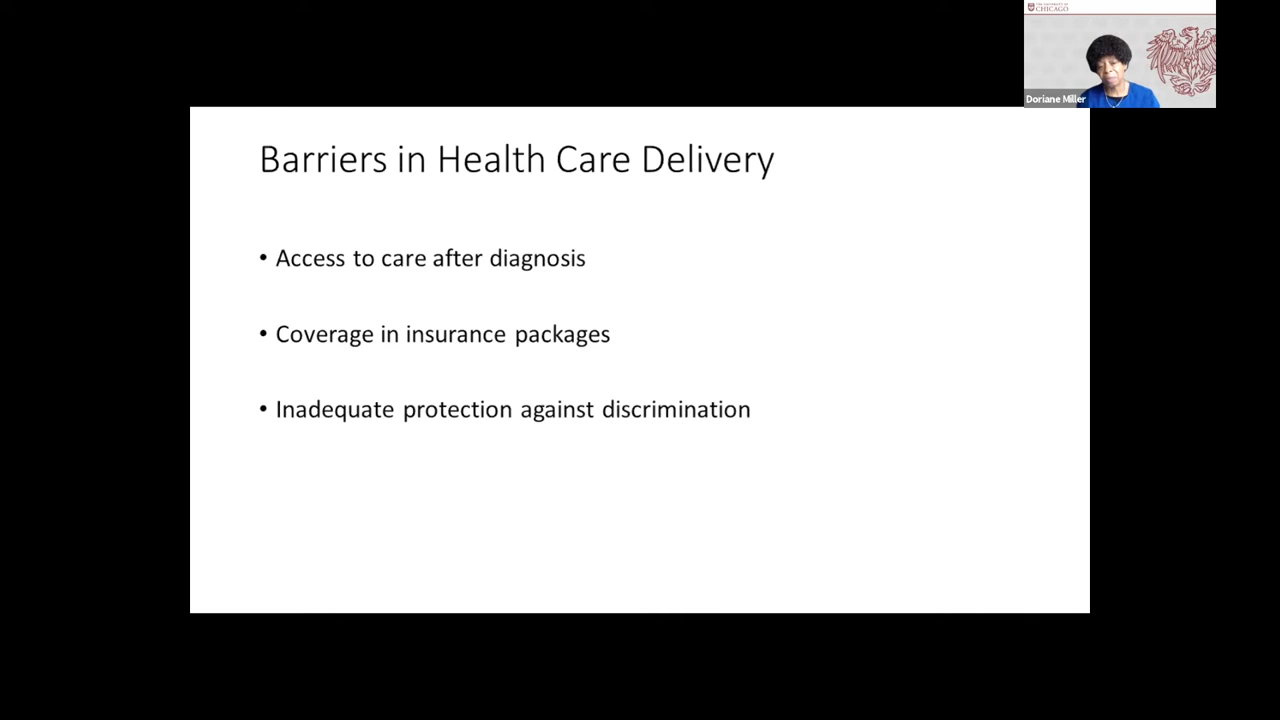 THE UNIVERSITY OF
CHICAGO
Doriane Miller
Barriers in Health Care Delivery
• Access to care after diagnosis
• Coverage in insurance packages
• Inadequate protection against discrimination